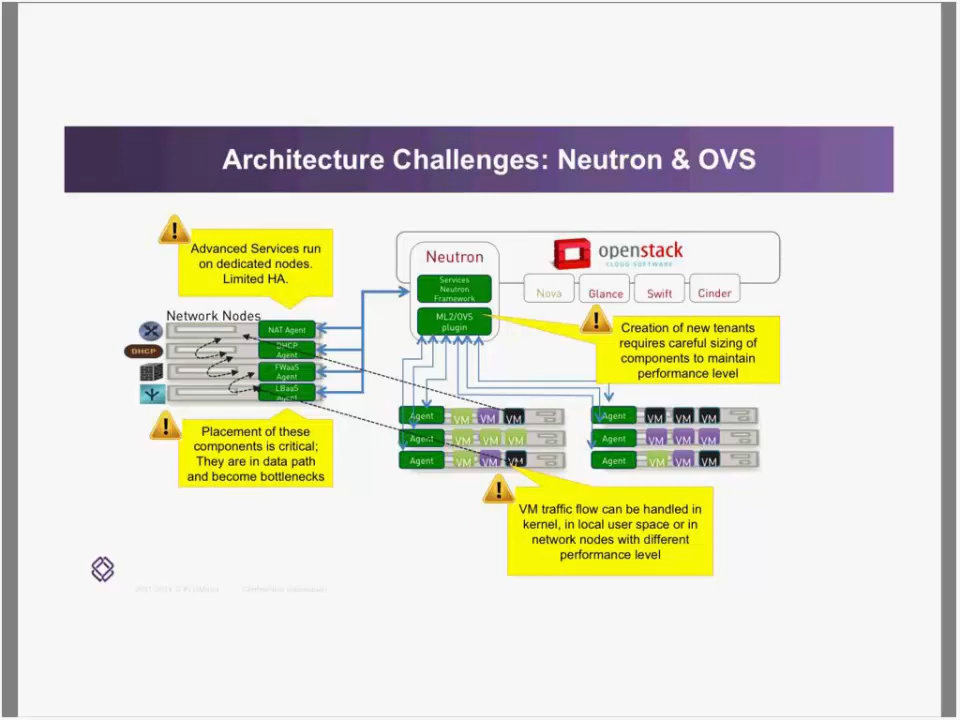 Architecture Challenges: Neutron & OVS
Advanced Services run
on dedicated nodes.
Limited HA.
Network Nodes
NAT Agent
DHCP
DHCP
Agent
FWaaS
Agent
LBaaS
Agent
Placement of these
components is critical;
They are in data path
and become bottlenecks
Neutron
Services
Neutron
Framework
ML2/OVS
plugin
openstack
CLOUD SOFTWARE
Nova
Glance
Swift
Cinder
Creation of new tenants
requires careful sizing of
components to maintain
performance level
Agent VM VM VM
Agent VM VM VM
Agent VM VM VM
Agent VM VM VM
Agent VM VM VM
Agent VM VM VM
VM traffic flow can be handled in
kernel, in local user space or in
network nodes with different
performance level